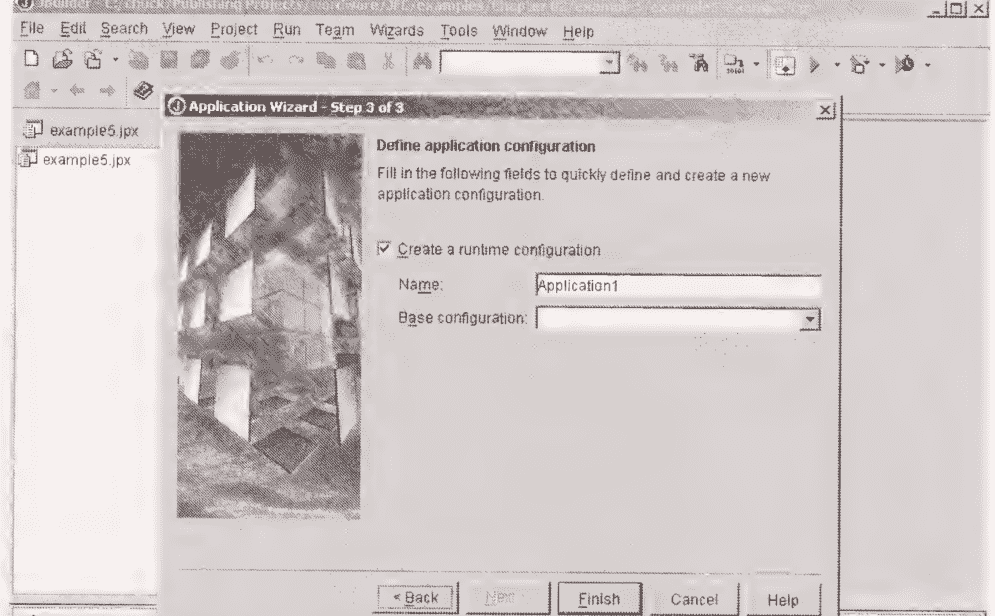 JBuilder
File Edit Search View Project Run Team Wizards Tools Window Help
Application Wizard - Step 3 of 3
example5.jpx
example5.jpx
Define application configuration
Fill in the following fields to quickly define and create a new
application configuration.
Create a runtime configuration
Name: Application1
Base configuration:
< Back Next Finish Cancel Help